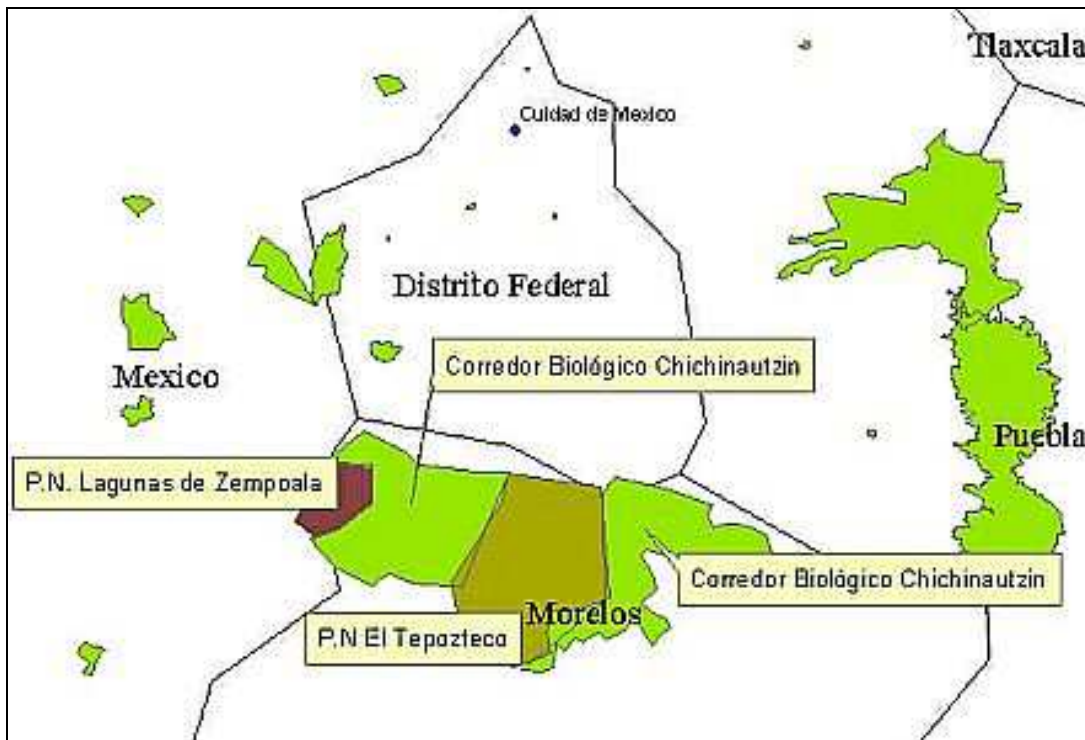 Tlaxcala
Cuidad de Mexico
Distrito Federal
Corredor Biológico Chichinautzin
Mexico
Puebla
P.N. Lagunas de Zempoala
Corredor Biológico Chichinautzin
Morelos
P.N El Tepozteco